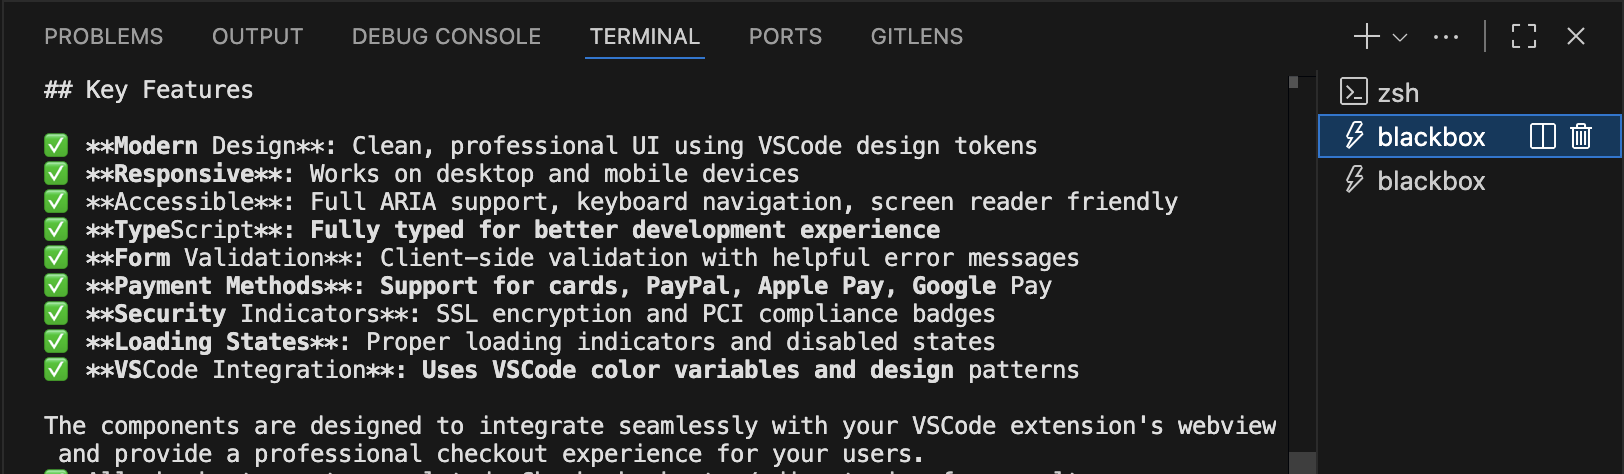 PROBLEMS OUTPUT DEBUG CONSOLE TERMINAL PORTS GITLENS
## Key Features
✅ **Modern Design**: Clean, professional UI using VSCode design tokens
✅ **Responsive**: Works on desktop and mobile devices
✅ **Accessible**: Full ARIA support, keyboard navigation, screen reader friendly
✅ **TypeScript**: Fully typed for better development experience
✅ **Form Validation**: Client-side validation with helpful error messages
✅ **Payment Methods**: Support for cards, PayPal, Apple Pay, Google Pay
✅ **Security Indicators**: SSL encryption and PCI compliance badges
✅ **Loading States**: Proper loading indicators and disabled states
✅ **VSCode Integration**: Uses VSCode color variables and design patterns
The components are designed to integrate seamlessly with your VSCode extension's webview
and provide a professional checkout experience for your users.
zsh
blackbox
blackbox